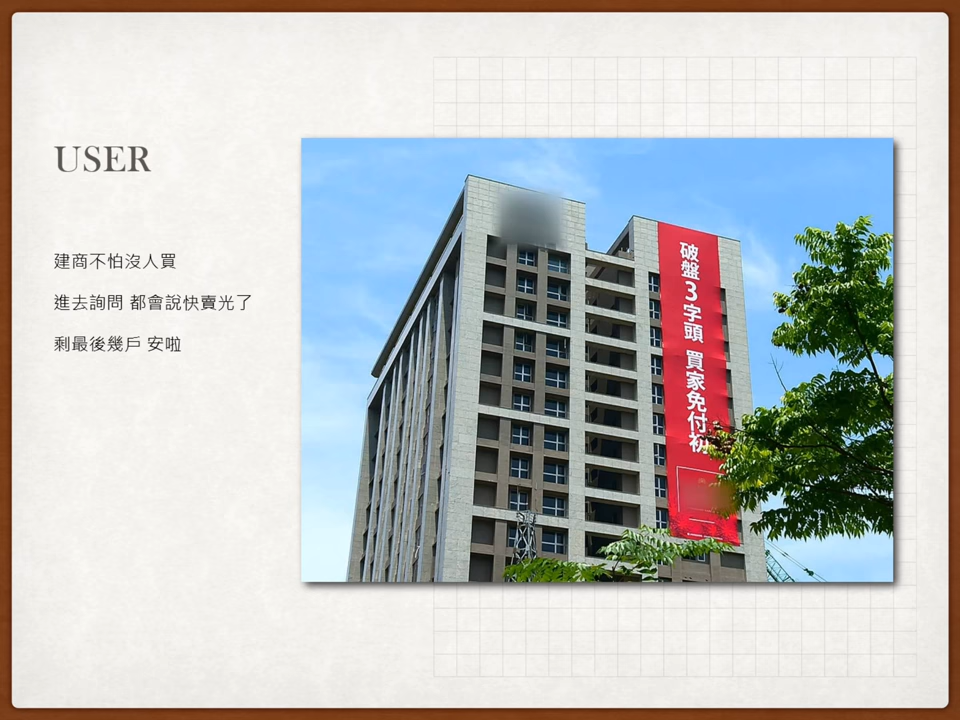 USER
建商不怕沒人買
進去詢問 都會說快賣光了
剩最後幾戶 安啦
破盤3字頭 買家免付初